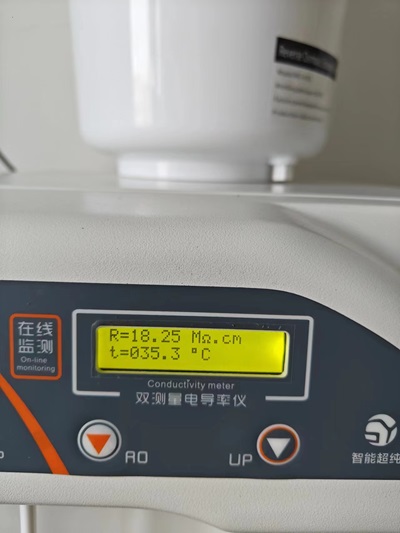 在线
监测
On-line
monitoring
R=18.25 MΩ.cm
t=035.3 °C
Conductivity meter
双测量电导率仪
RO
UP
智能超纯